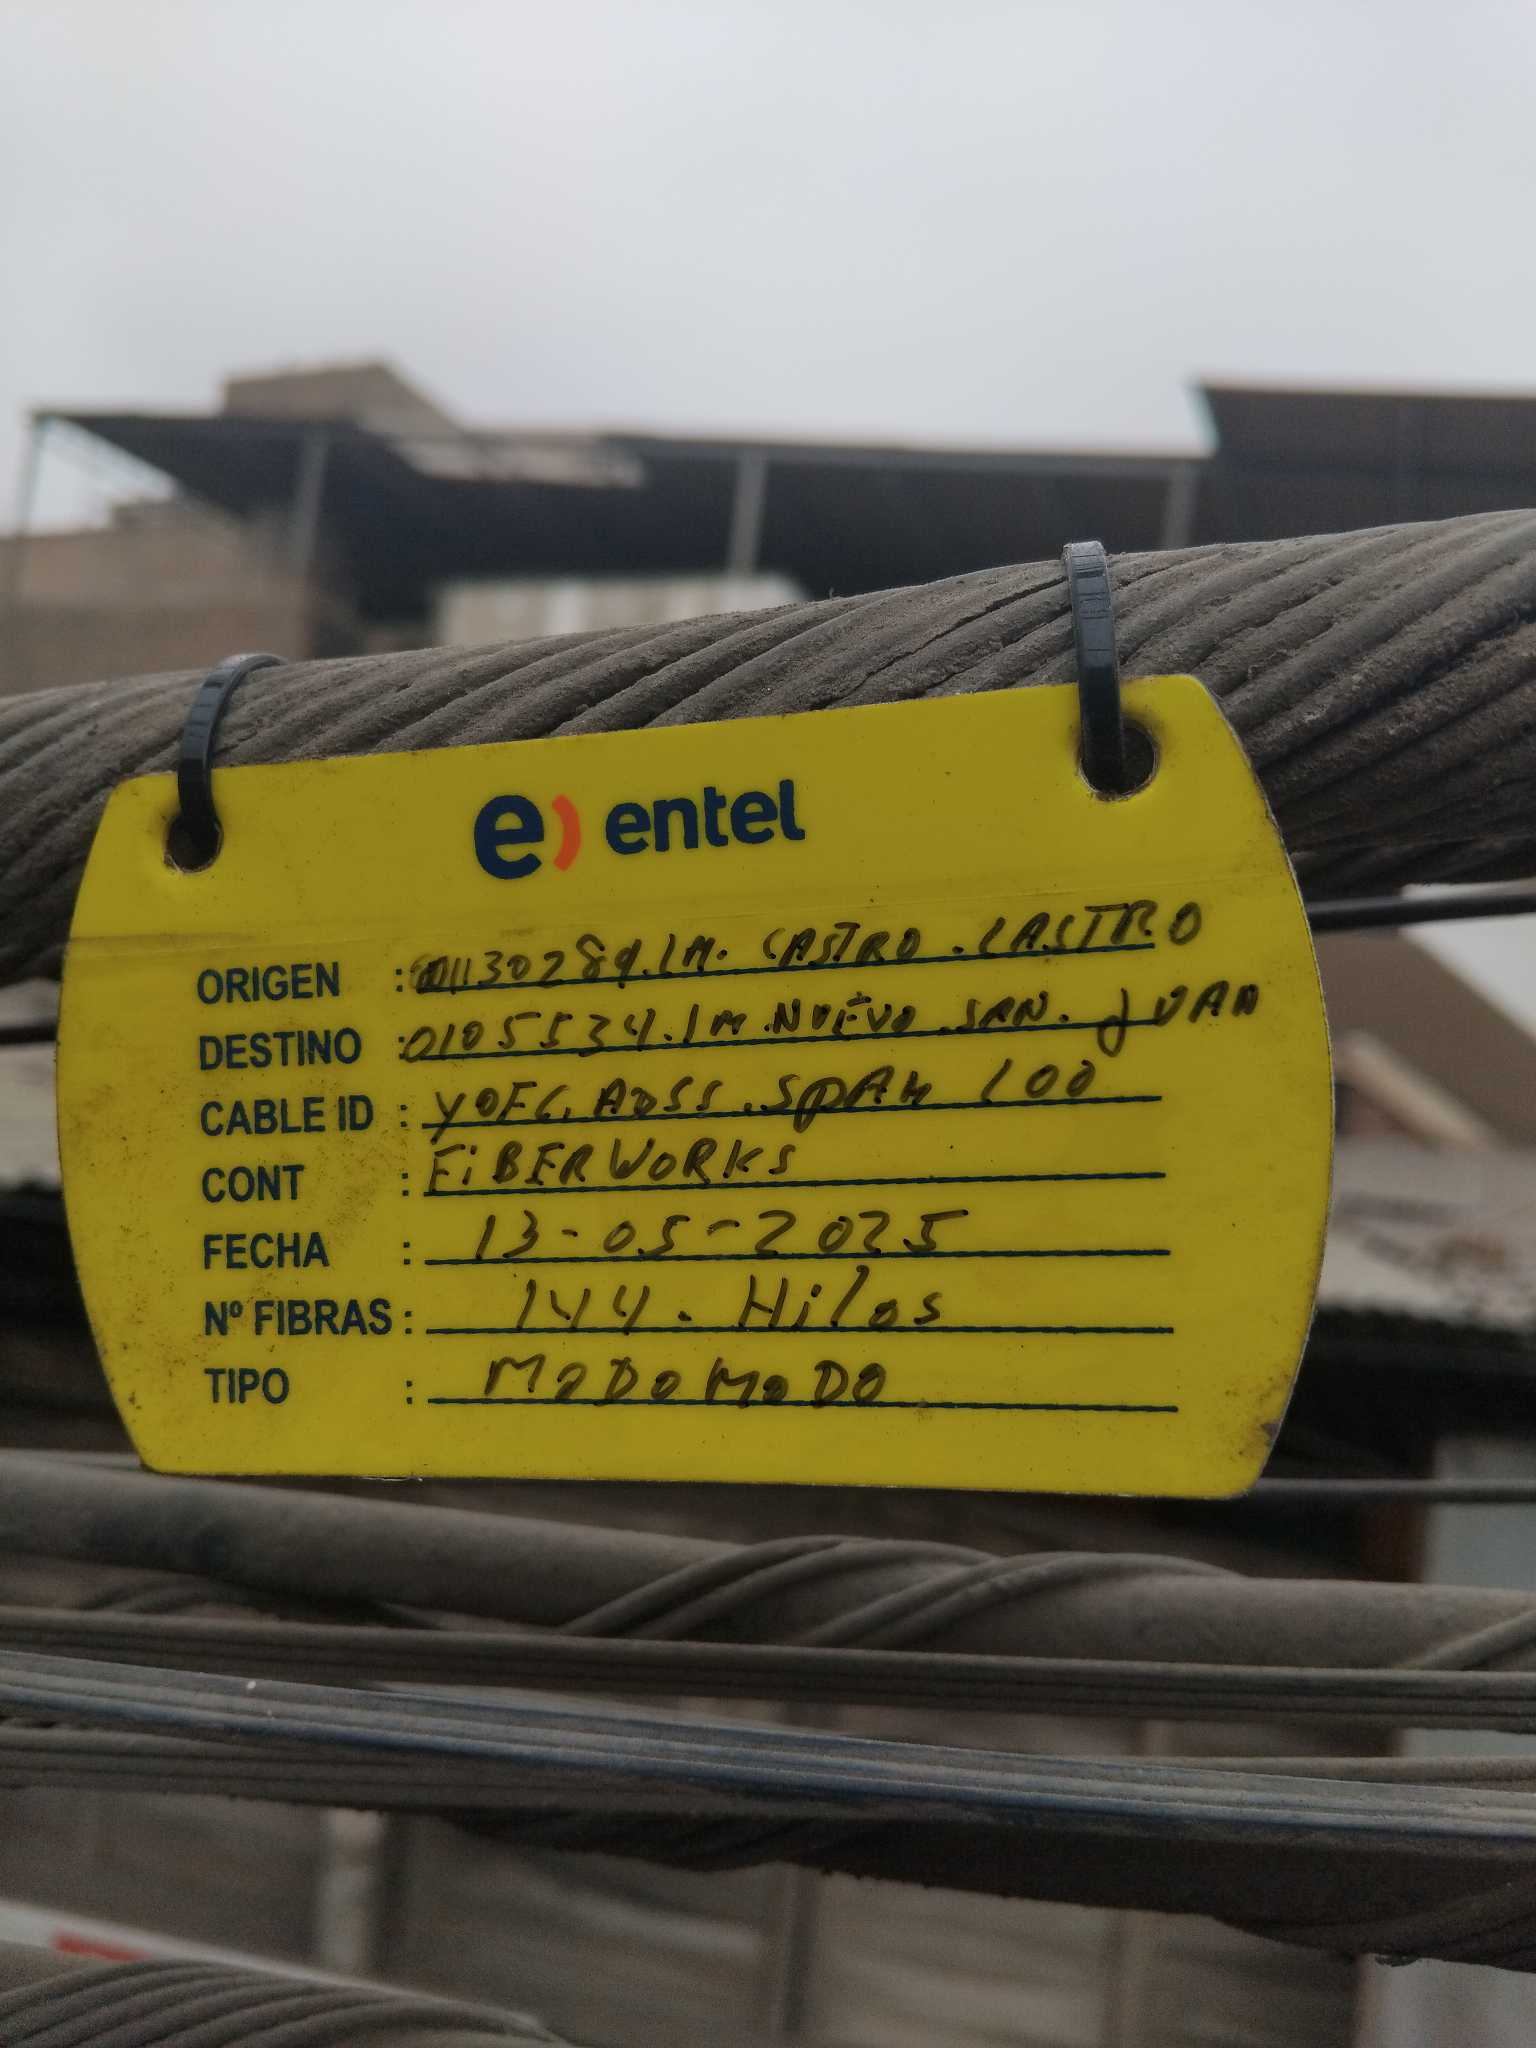 e) entel
ORIGEN : 01130289.LM. CASTRO.CASTRO
DESTINO : 0105534.LM.NUEVO.SAN.JUAN
CABLE ID : YOFC.ADSS.SPAN 100
CONT : FIBERWORKS
FECHA : 13-05-2025
Nº FIBRAS : 144. Hilos
TIPO : MODOMODO